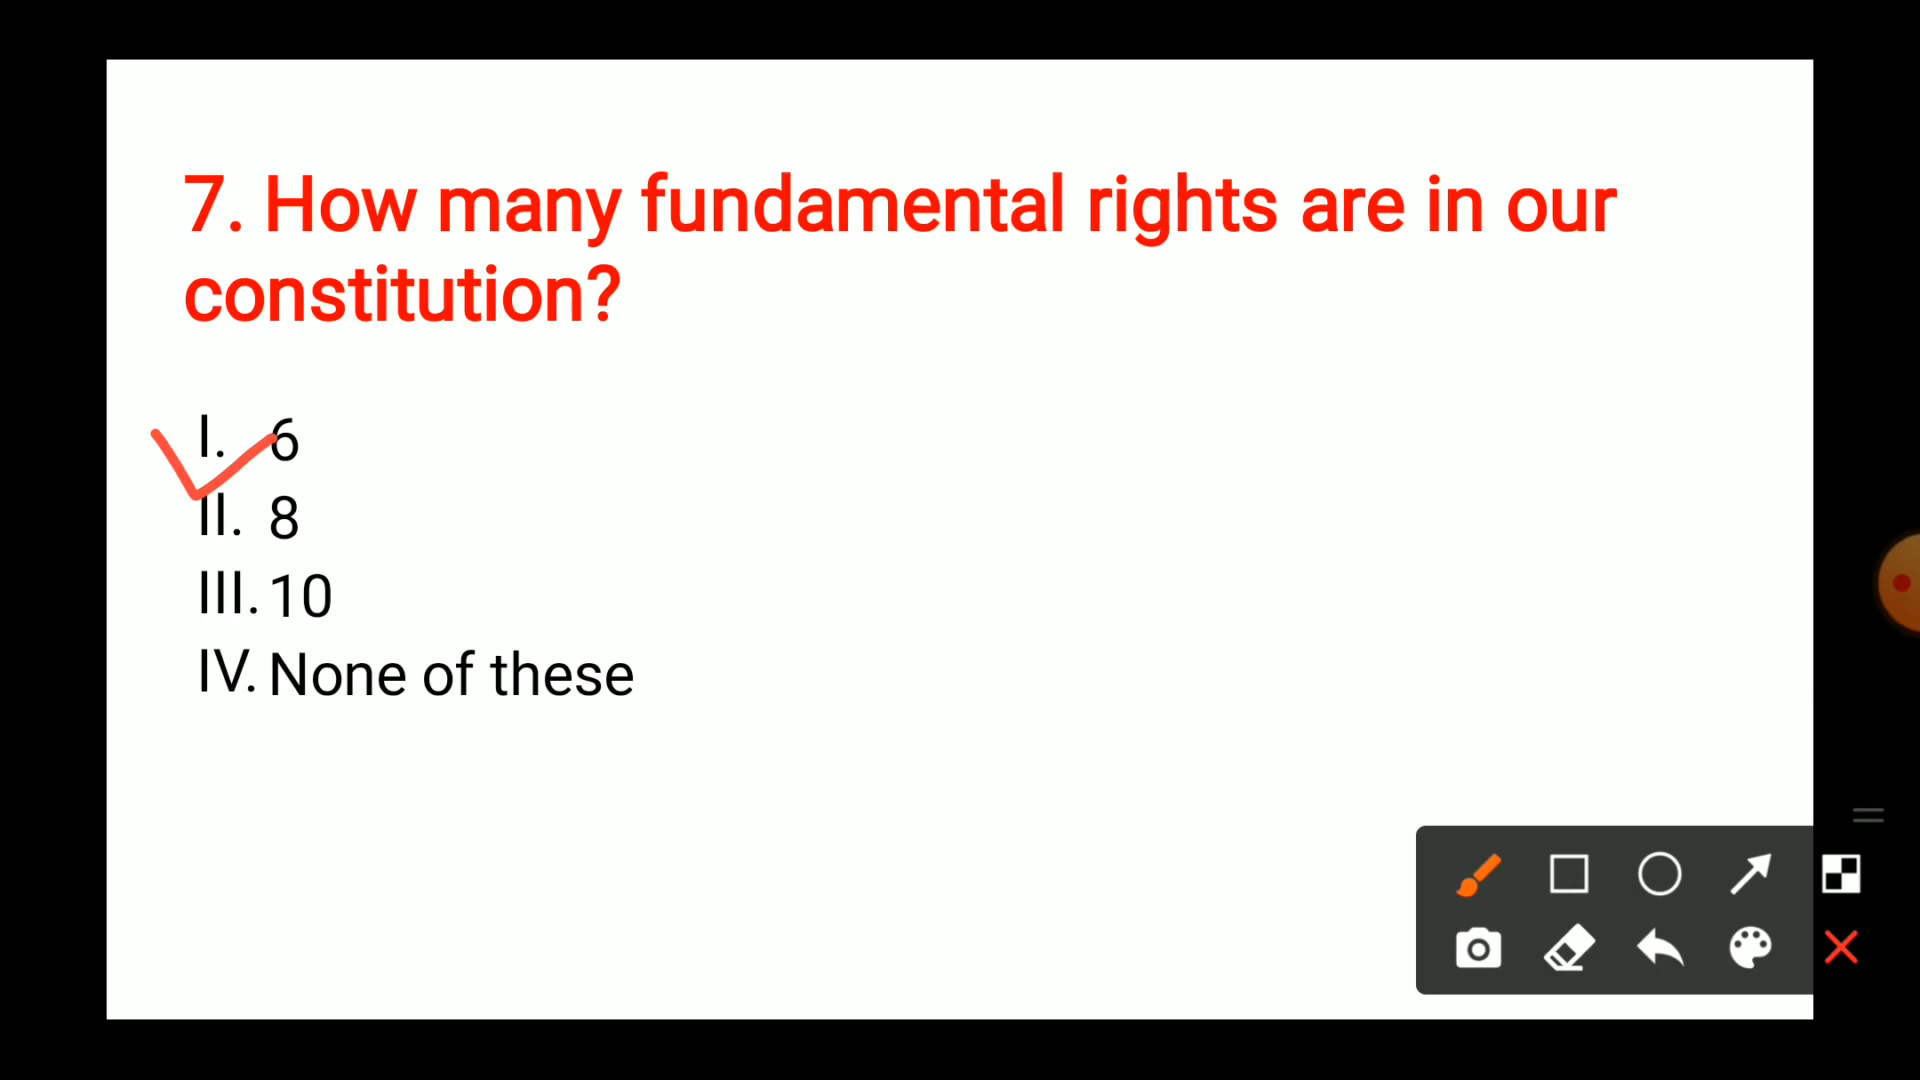 7. How many fundamental rights are in our
constitution?
I. 6
II. 8
III. 10
IV. None of these